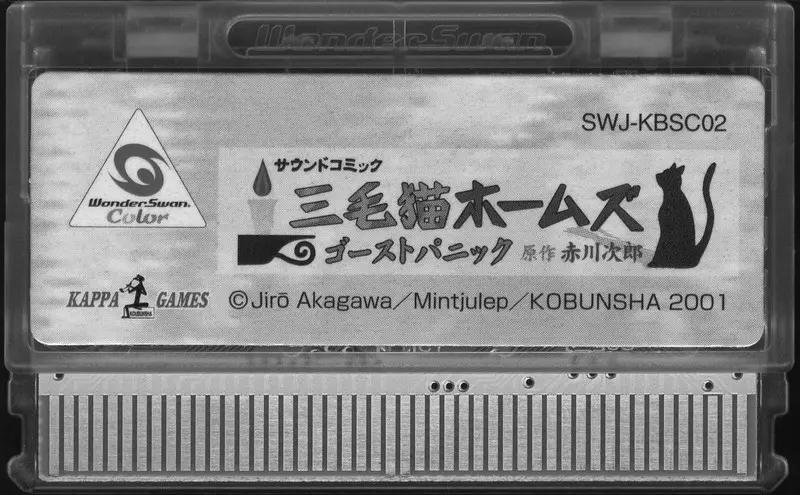 WonderSwan
SWJ-KBSC02
サウンドコミック
三毛猫ホームズ
ゴーストパニック 原作 赤川次郎
WonderSwan
Color
KAPPA GAMES
KOBUNSHA
©Jirō Akagawa/Mintjulep/KOBUNSHA 2001